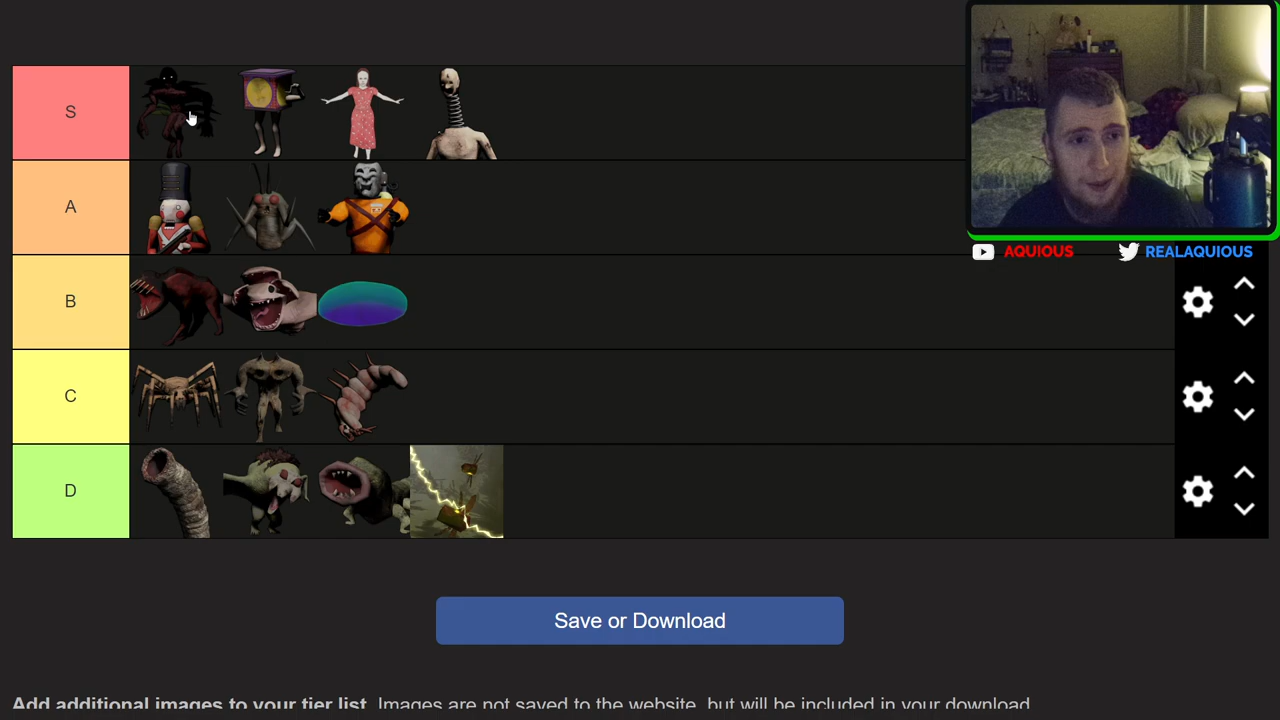 S
A
AQUIOUS REALAQUIOUS
B
C
D
Save or Download
Add additional images to your tier list. Images are not saved to the website, but will be included in your download.